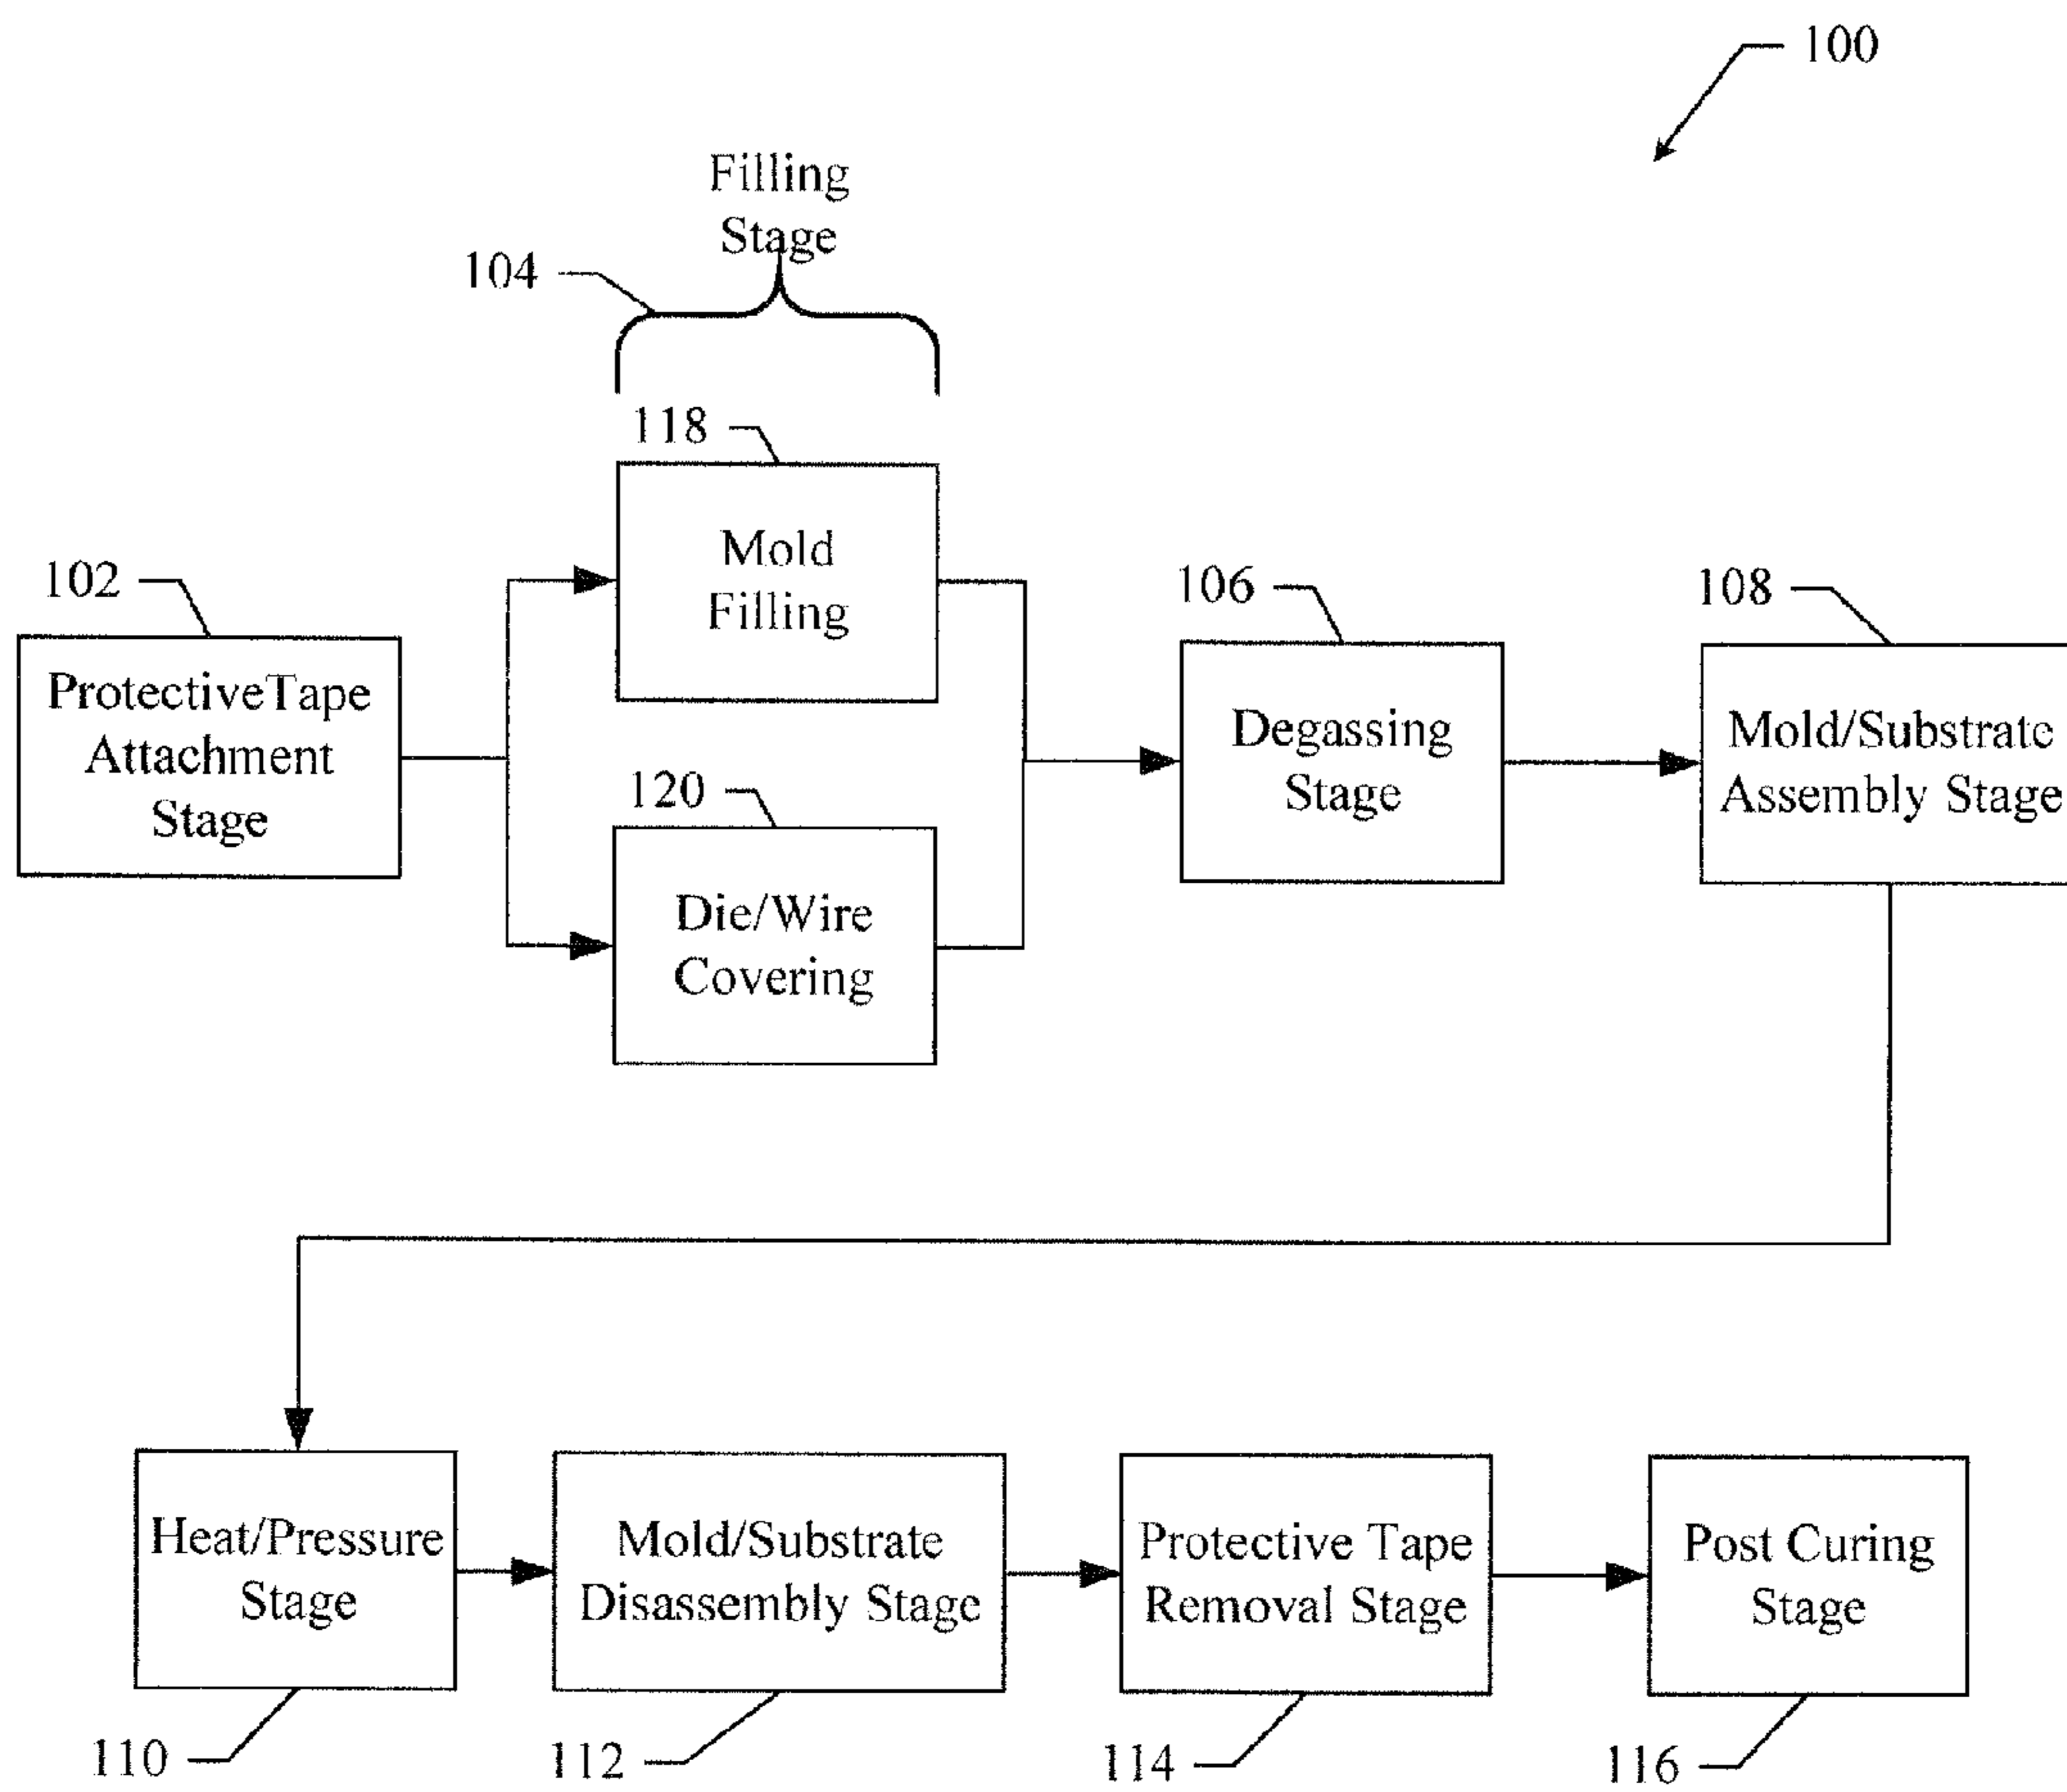 100
Filling
Stage
104
118
Mold
Filling
102
ProtectiveTape
Attachment
Stage
106
Degassing
Stage
108
Mold/Substrate
Assembly Stage
120
Die/Wire
Covering
Heat/Pressure
Stage
110
Mold/Substrate
Disassembly Stage
112
Protective Tape
Removal Stage
114
Post Curing
Stage
116